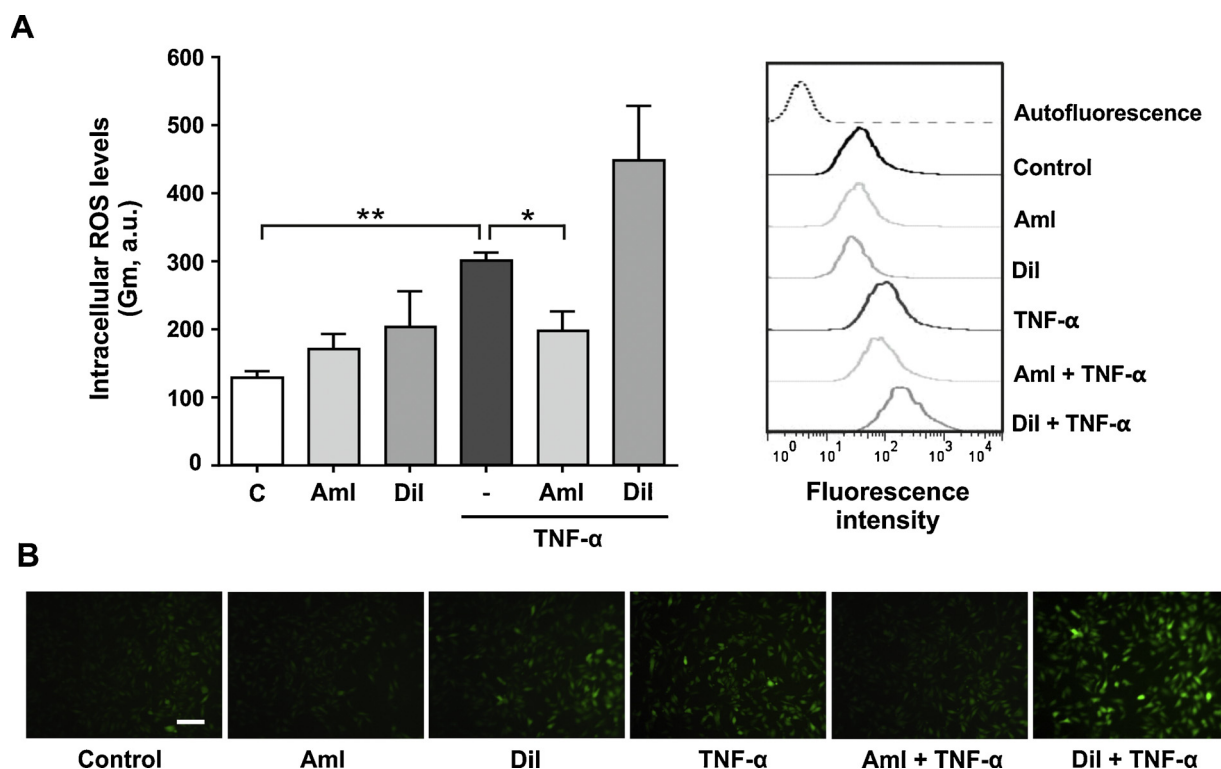 A
Intracellular ROS levels
(Gm, a.u.)
600
500
400
300
200
100
0
**
*
C
Aml
Dil
-
Aml
Dil
TNF-α
Autofluorescence
Control
Aml
Dil
TNF-α
Aml + TNF-α
Dil + TNF-α
10⁰ 10¹ 10² 10³ 10⁴
Fluorescence
intensity
B
Control
Aml
Dil
TNF-α
Aml + TNF-α
Dil + TNF-α